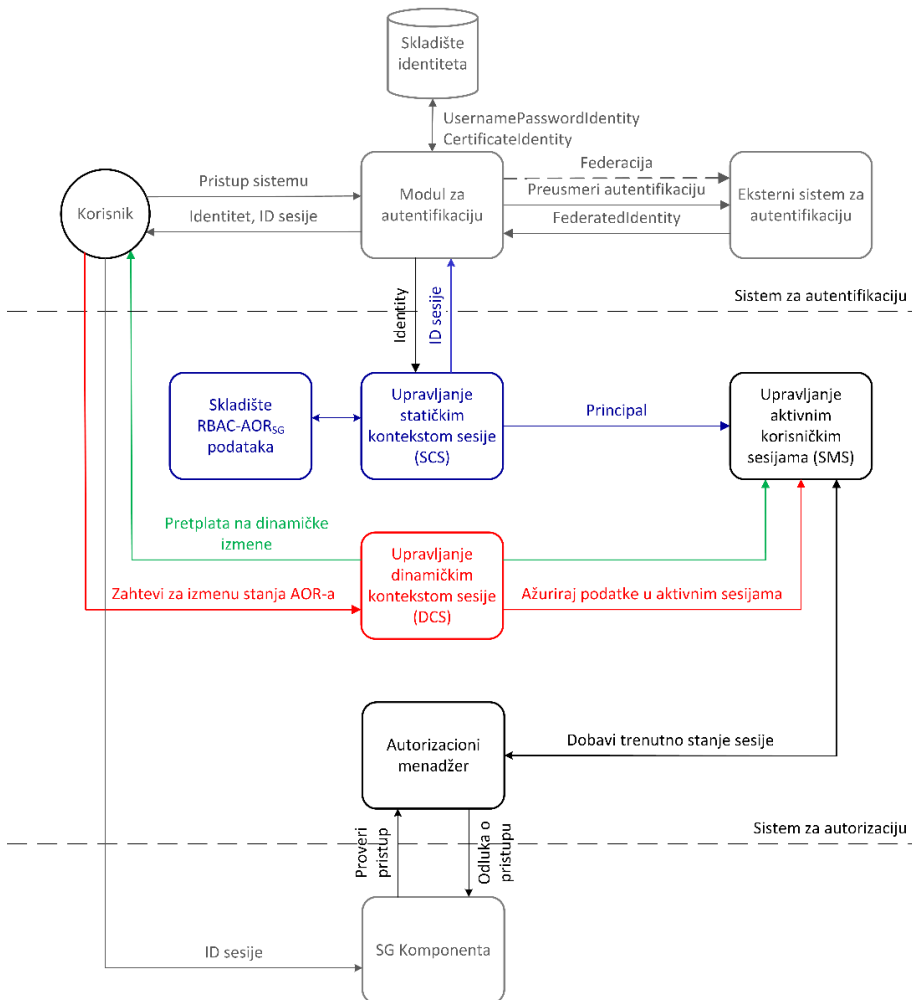 Skladište
identiteta
UsernamePasswordIdentity
CertificateIdentity
Korisnik
Pristup sistemu
Identitet, ID sesije
Modul za
autentifikaciju
Federacija
Preusmeri autentifikaciju
FederatedIdentity
Eksterni sistem za
autentifikaciju
Sistem za autentifikaciju
Identity
ID sesije
Skladište
RBAC-AORSG
podataka
Upravljanje
statičkim
kontekstom sesije
(SCS)
Principal
Upravljanje
aktivnim
korisničkim
sesijama (SMS)
Pretplata na dinamičke
izmene
Zahtevi za izmenu stanja AOR-a
Upravljanje
dinamičkim
kontekstom sesije
(DCS)
Ažuriraj podatke u aktivnim sesijama
Autorizacioni
menadžer
Dobavi trenutno stanje sesije
Sistem za autorizaciju
Proveri
pristup
Odluka o
pristupu
ID sesije
SG Komponenta